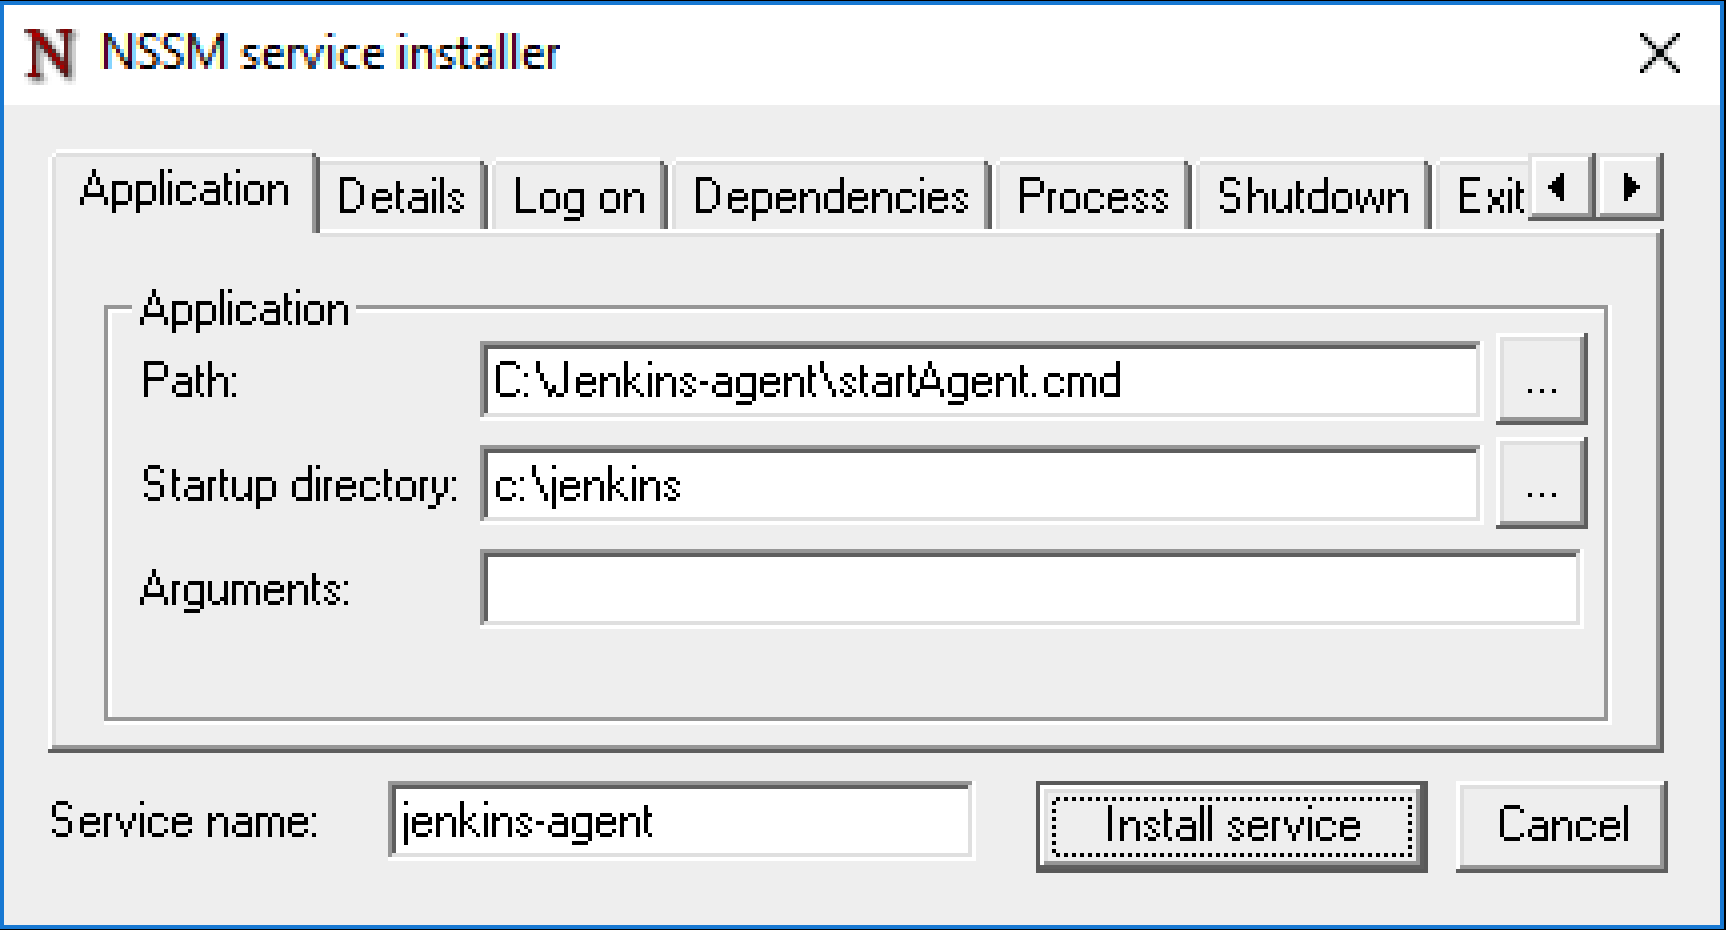 N NSSM service installer
Application Details Log on Dependencies Process Shutdown Exit
Application
Path: C:\Jenkins-agent\startAgent.cmd ...
Startup directory: c:\jenkins ...
Arguments:
Service name: jenkins-agent Install service Cancel